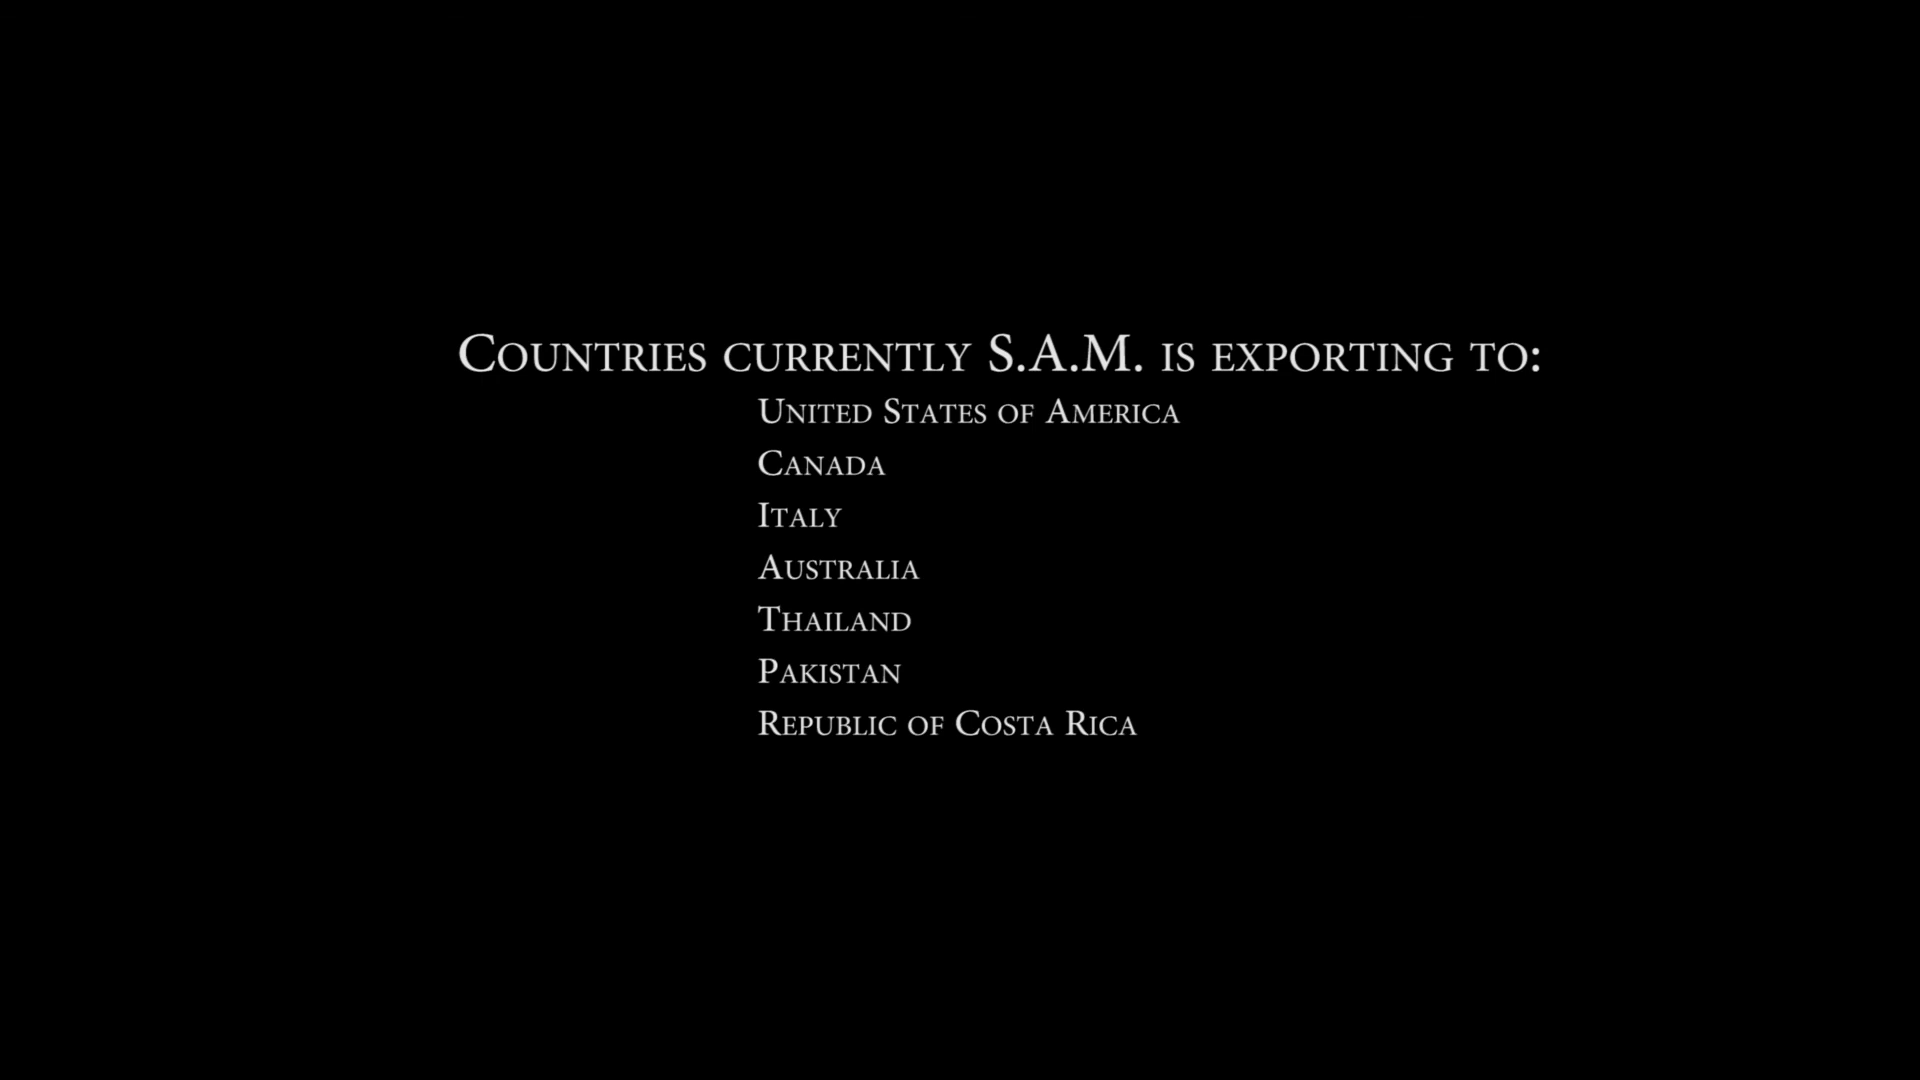 Countries currently S.A.M. is exporting to:
United States of America
Canada
Italy
Australia
Thailand
Pakistan
Republic of Costa Rica